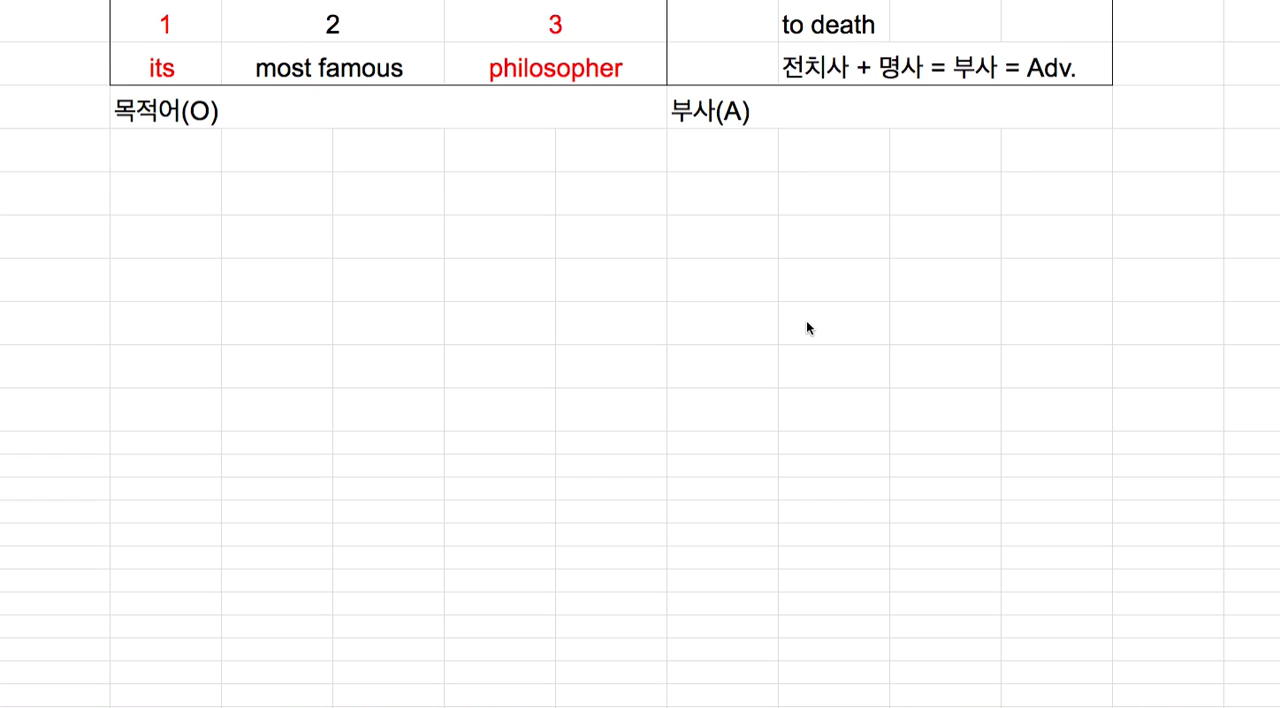 1 2 3 to death
its most famous philosopher 전치사 + 명사 = 부사 = Adv.
목적어(O) 부사(A)